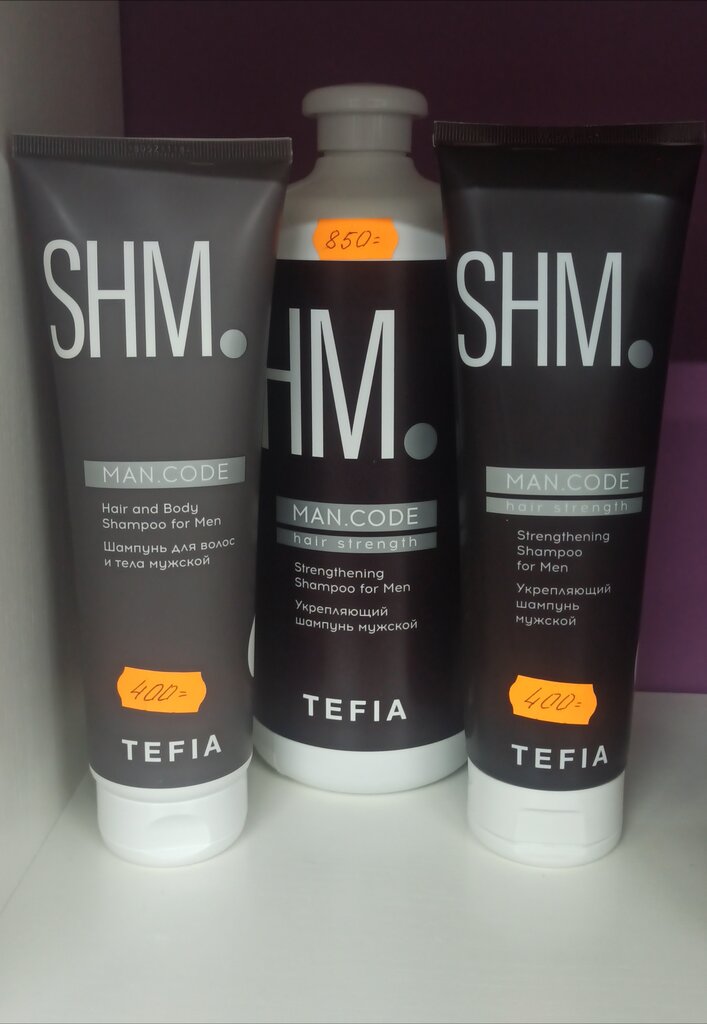 SHM.
MAN.CODE
Hair and Body
Shampoo for Men
Шампунь для волос
и тела мужской
400=
TEFIA
850=
HM.
MAN.CODE
hair strength
Strengthening
Shampoo for Men
Укрепляющий
шампунь мужской
TEFIA
SHM.
MAN.CODE
hair strength
Strengthening
Shampoo
for Men
Укрепляющий
шампунь
мужской
400=
TEFIA